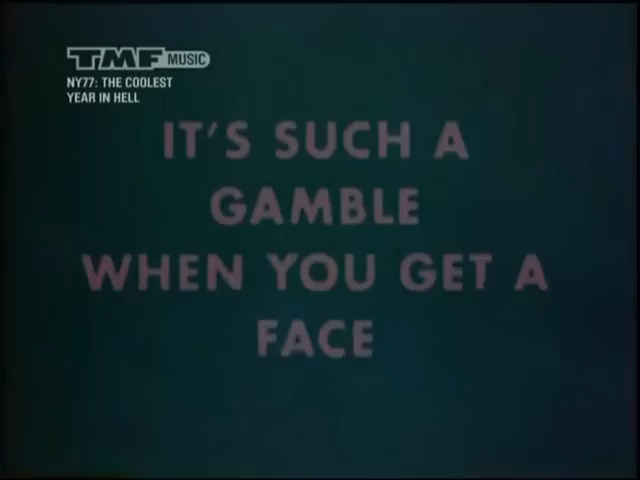 TMF MUSIC
NY77: THE COOLEST
YEAR IN HELL
IT'S SUCH A
GAMBLE
WHEN YOU GET A
FACE